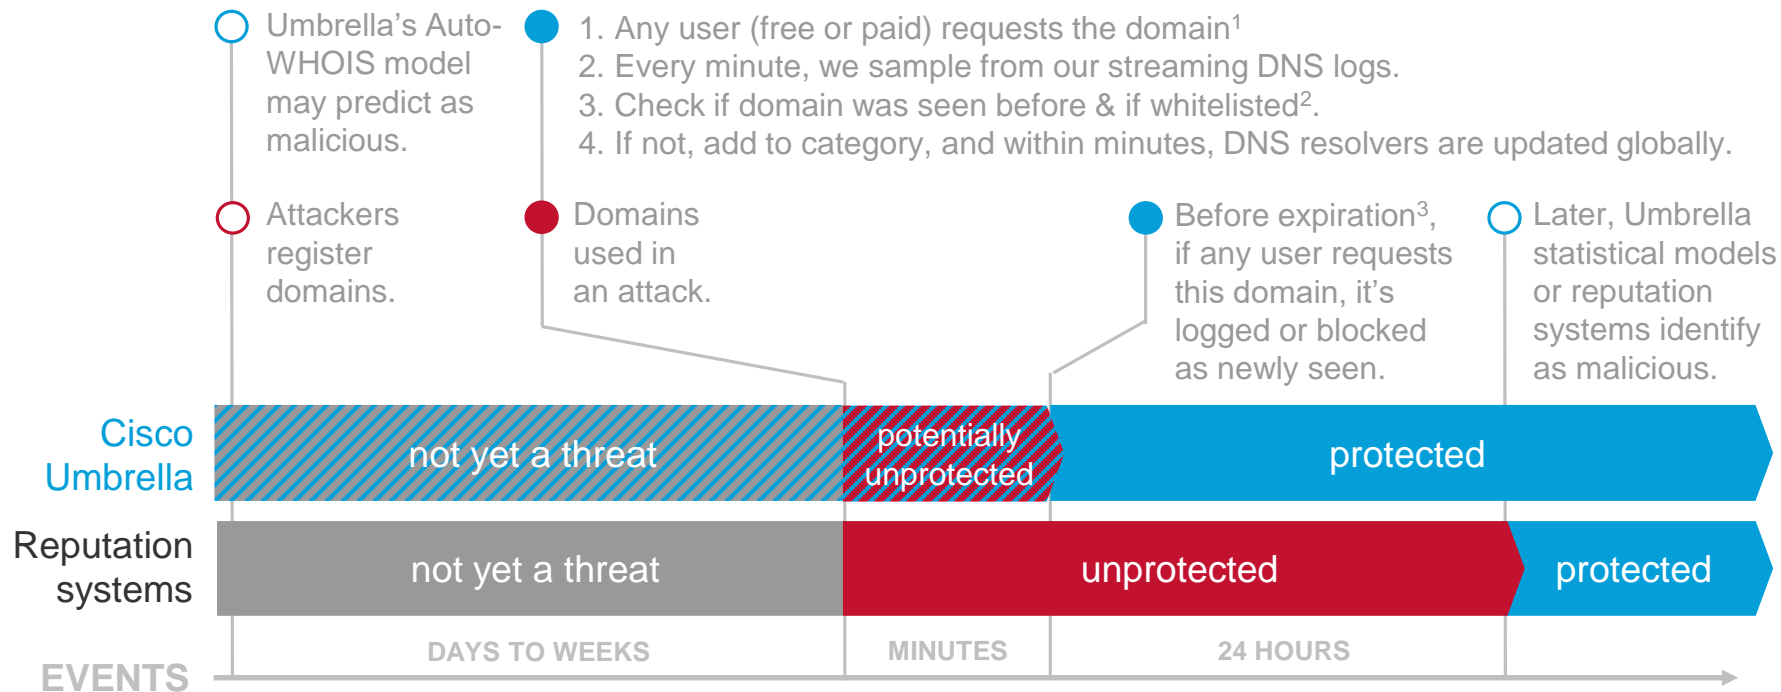 Umbrella's Auto-
WHOIS model
may predict as
malicious.
1. Any user (free or paid) requests the domain¹
2. Every minute, we sample from our streaming DNS logs.
3. Check if domain was seen before & if whitelisted².
4. If not, add to category, and within minutes, DNS resolvers are updated globally.
Attackers
register
domains.
Domains
used in
an attack.
Before expiration³,
if any user requests
this domain, it's
logged or blocked
as newly seen.
Later, Umbrella
statistical models
or reputation
systems identify
as malicious.
Cisco
Umbrella
not yet a threat
potentially
unprotected
protected
Reputation
systems
not yet a threat
unprotected
protected
DAYS TO WEEKS
MINUTES
24 HOURS
EVENTS